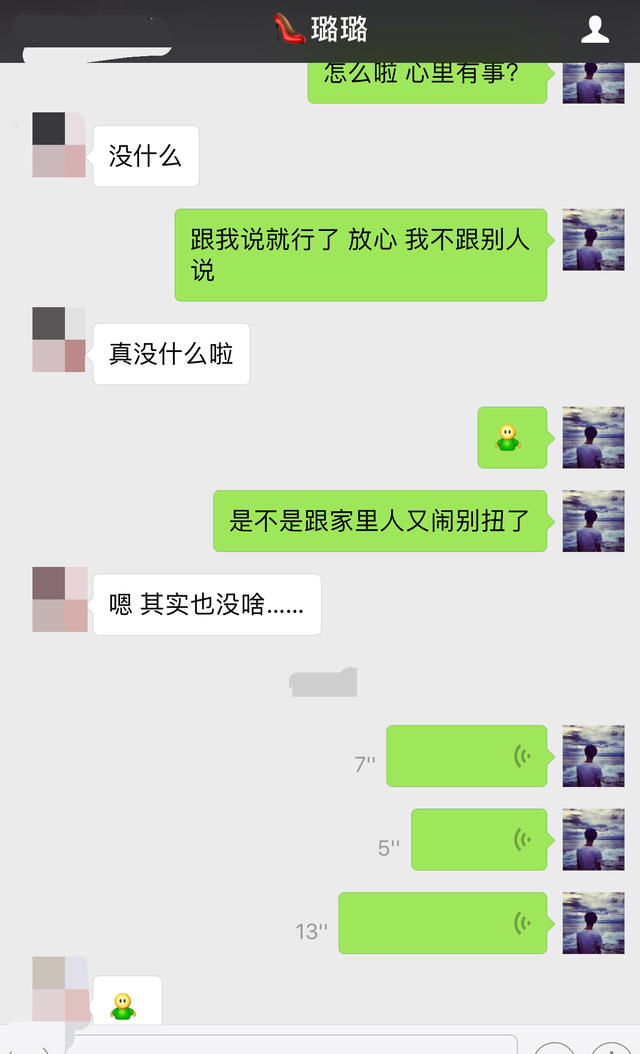 璐璐
怎么啦 心里有事?
没什么
跟我说就行了 放心 我不跟别人
说
真没什么啦
是不是跟家里人又闹别扭了
嗯 其实也没啥......
7''
5''
13''